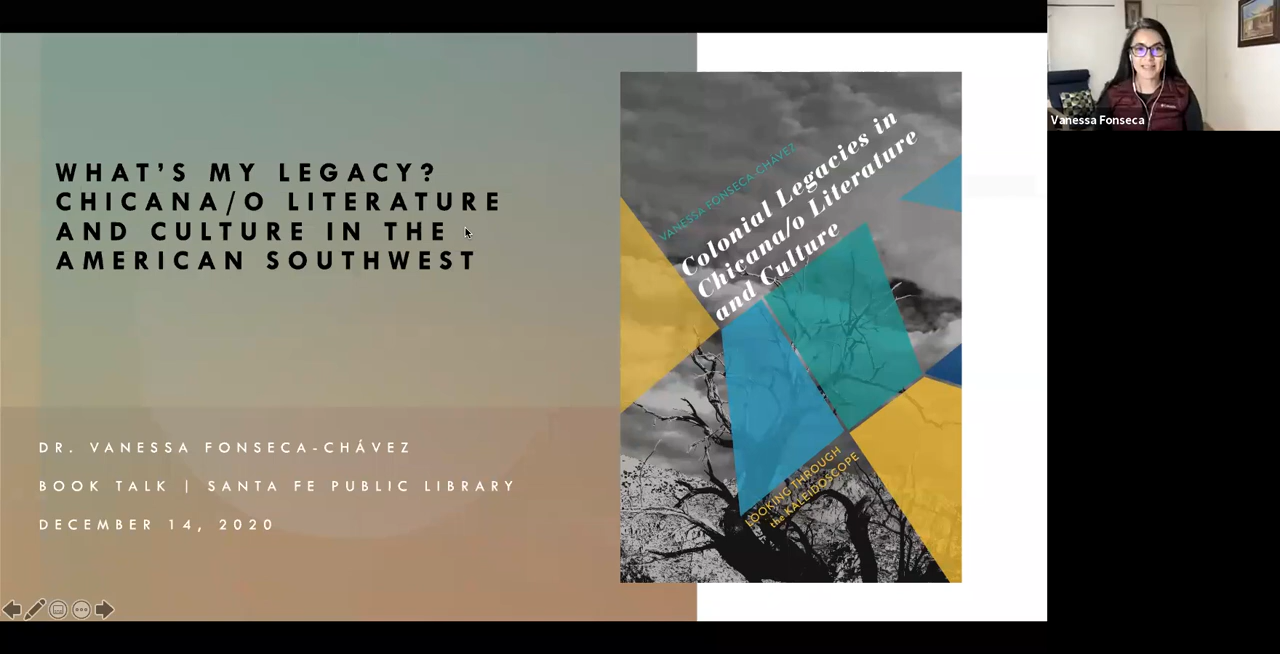 WHAT'S MY LEGACY?
CHICANA/O LITERATURE
AND CULTURE IN THE
AMERICAN SOUTHWEST
DR. VANESSA FONSECA-CHÁVEZ
BOOK TALK | SANTA FE PUBLIC LIBRARY
DECEMBER 14, 2020
VANESSA FONSECA-CHÁVEZ
Colonial Legacies in
Chicana/o Literature
and Culture
LOOKING THROUGH
the KALEIDOSCOPE
Vanessa Fonseca